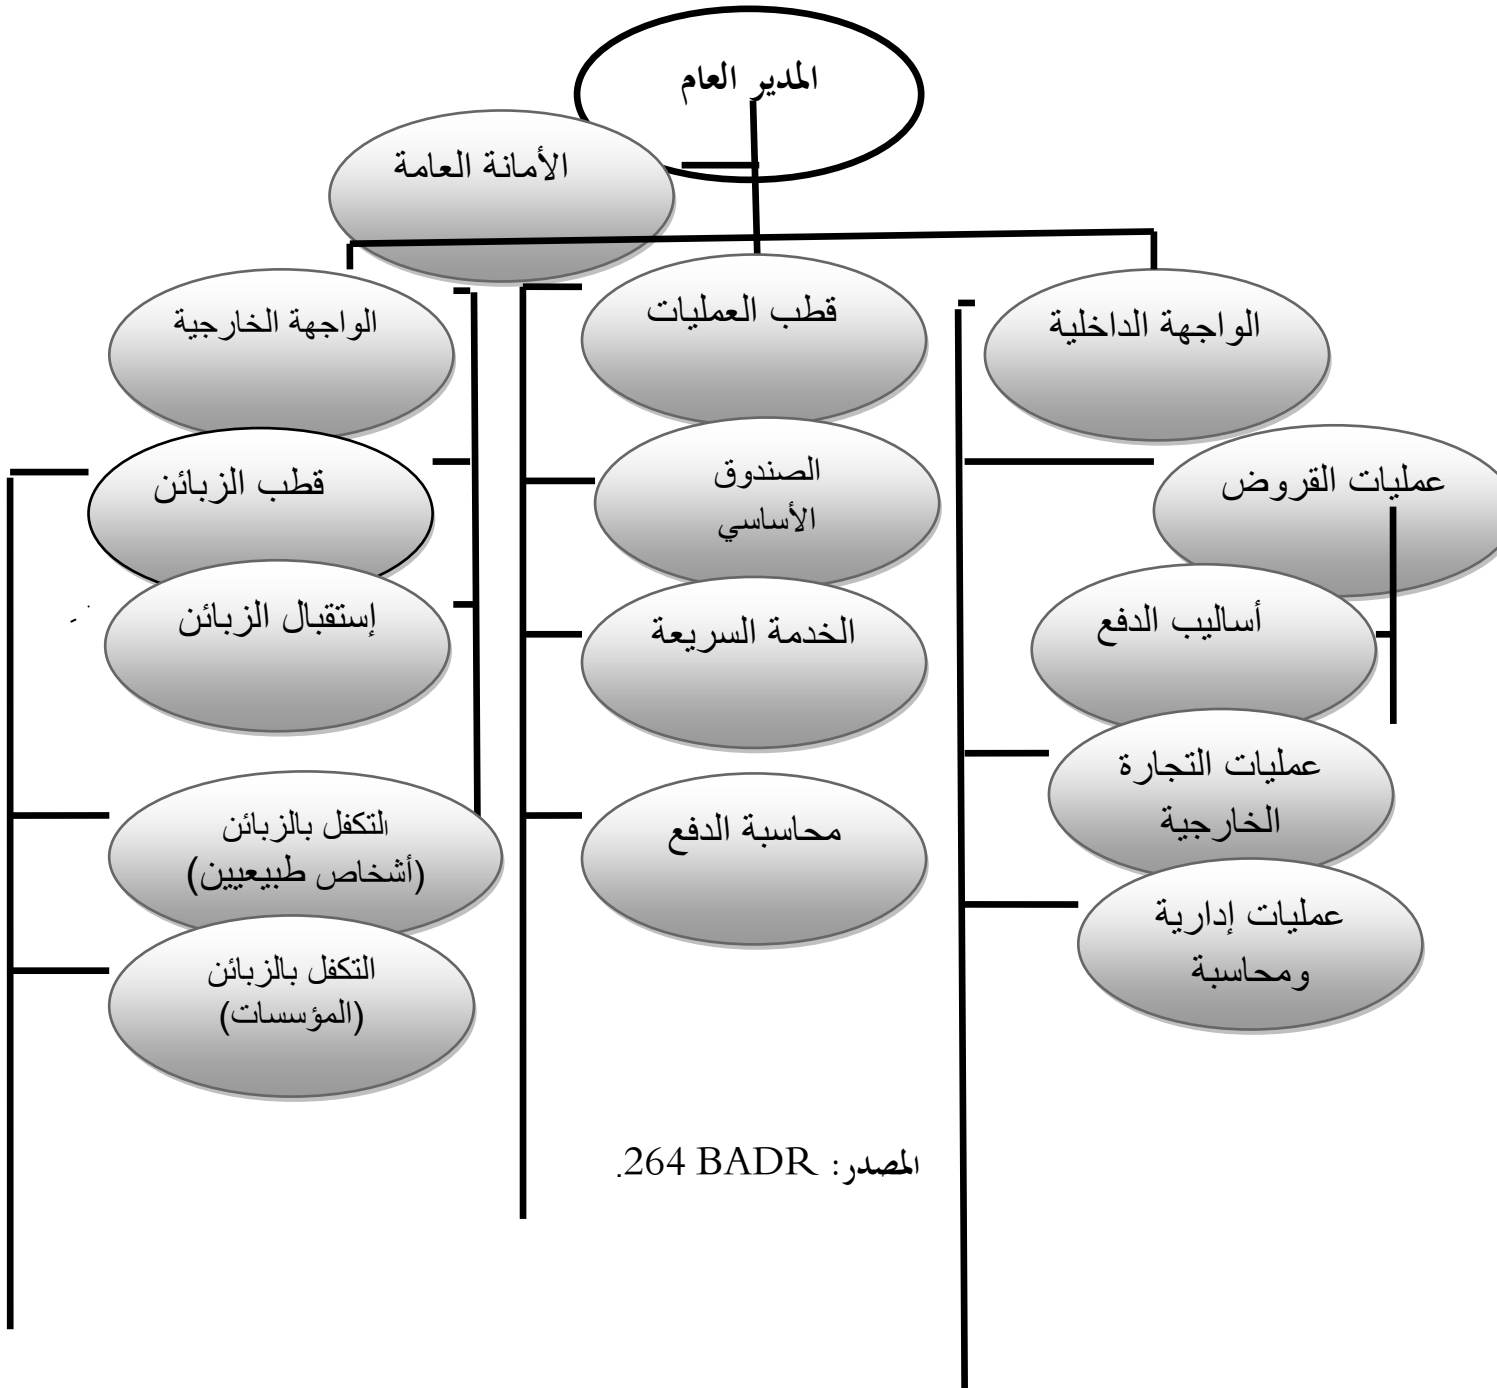 المدير العام
الأمانة العامة
الواجهة الداخلية
قطب العمليات
الواجهة الخارجية
عمليات القروض
الصندوق
الأساسي
قطب الزبائن
أساليب الدفع
الخدمة السريعة
إستقبال الزبائن
عمليات التجارة
الخارجية
محاسبة الدفع
التكفل بالزبائن
(أشخاص طبيعيين)
عمليات إدارية
ومحاسبة
التكفل بالزبائن
(المؤسسات)
المصدر: BADR 264.